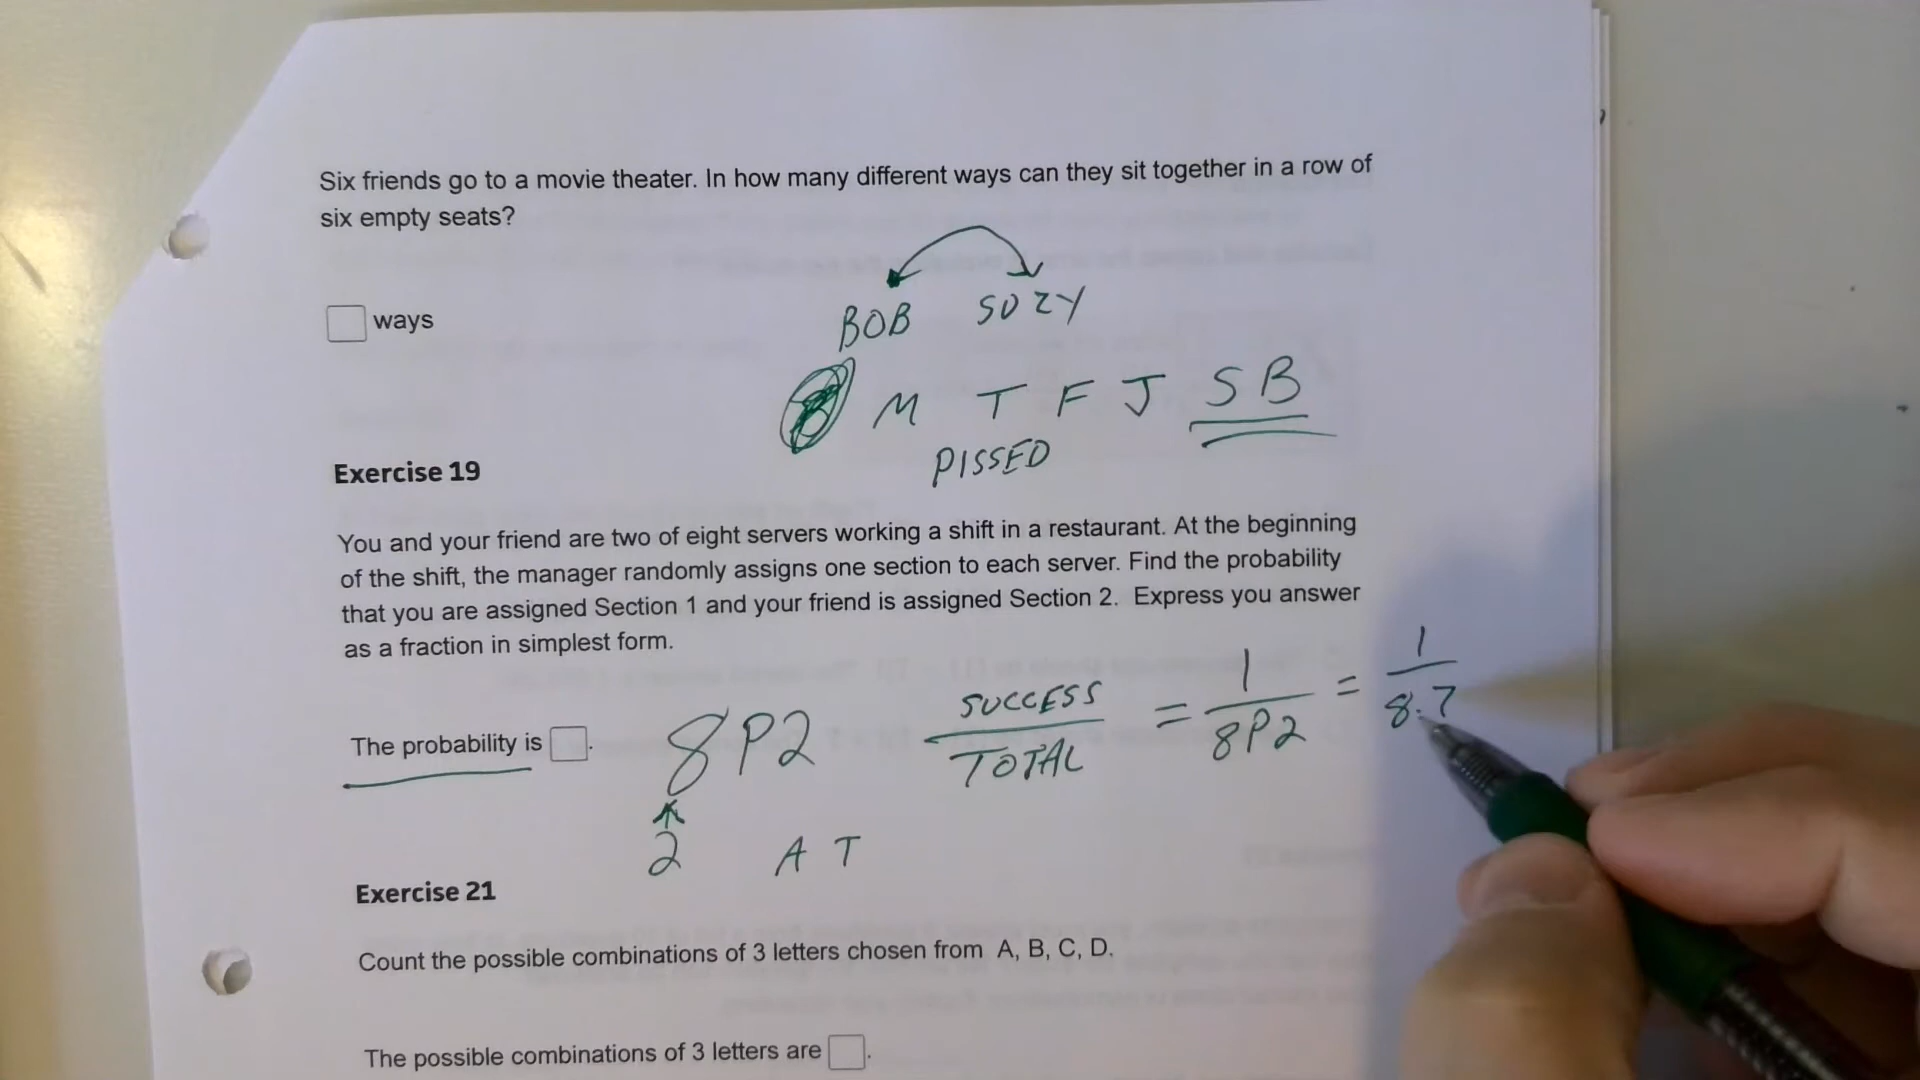 Six friends go to a movie theater. In how many different ways can they sit together in a row of
six empty seats?
BOB SUZY
ways
B M T F J S B
PISSED
Exercise 19
You and your friend are two of eight servers working a shift in a restaurant. At the beginning
of the shift, the manager randomly assigns one section to each server. Find the probability
that you are assigned Section 1 and your friend is assigned Section 2. Express you answer
as a fraction in simplest form.
The probability is .
8P2
SUCCESS
TOTAL
= 1
8P2
= 1
8.7
2 A T
Exercise 21
Count the possible combinations of 3 letters chosen from A, B, C, D.
The possible combinations of 3 letters are .